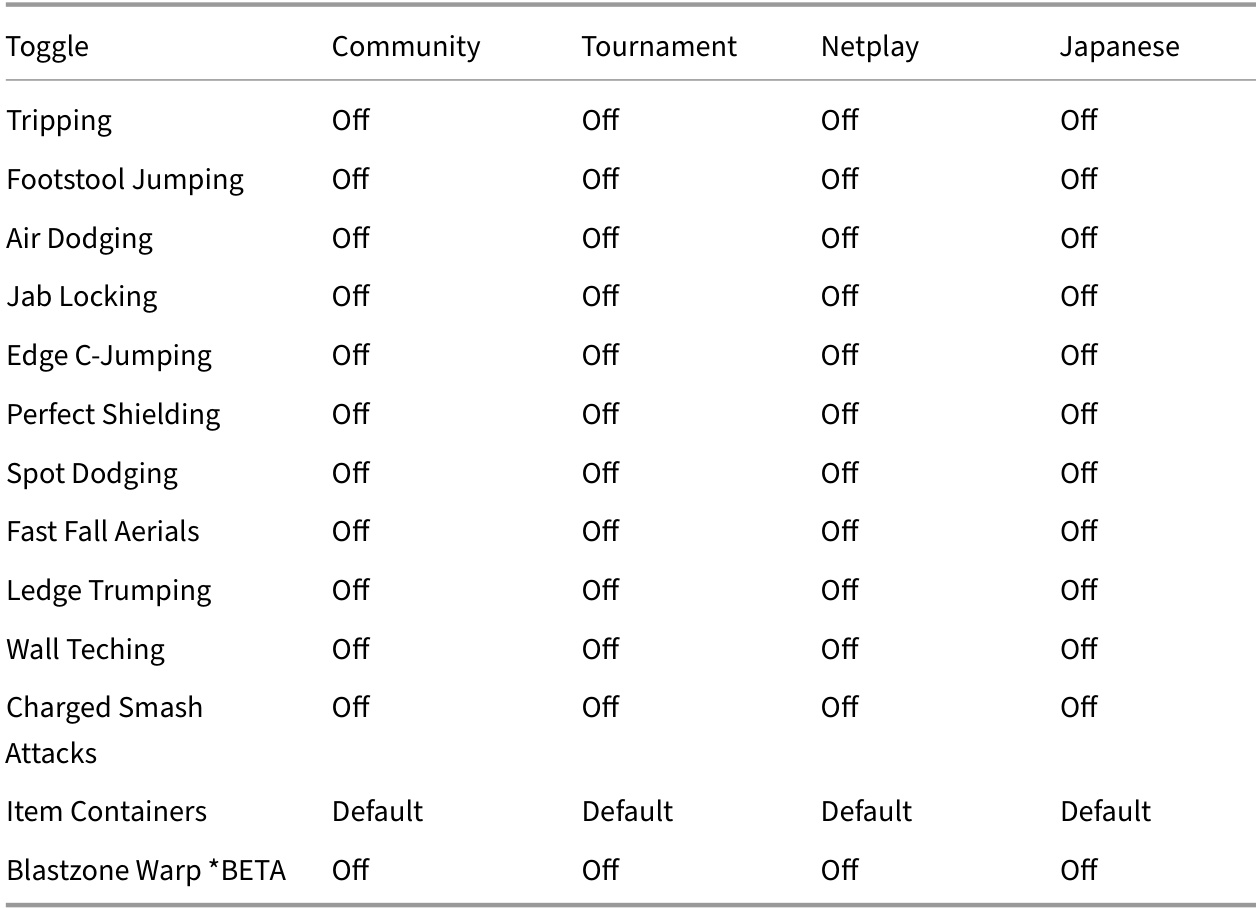 Toggle Community Tournament Netplay Japanese
Tripping Off Off Off Off
Footstool Jumping Off Off Off Off
Air Dodging Off Off Off Off
Jab Locking Off Off Off Off
Edge C-Jumping Off Off Off Off
Perfect Shielding Off Off Off Off
Spot Dodging Off Off Off Off
Fast Fall Aerials Off Off Off Off
Ledge Trumping Off Off Off Off
Wall Teching Off Off Off Off
Charged Smash Off Off Off Off
Attacks
Item Containers Default Default Default Default
Blastzone Warp *BETA Off Off Off Off